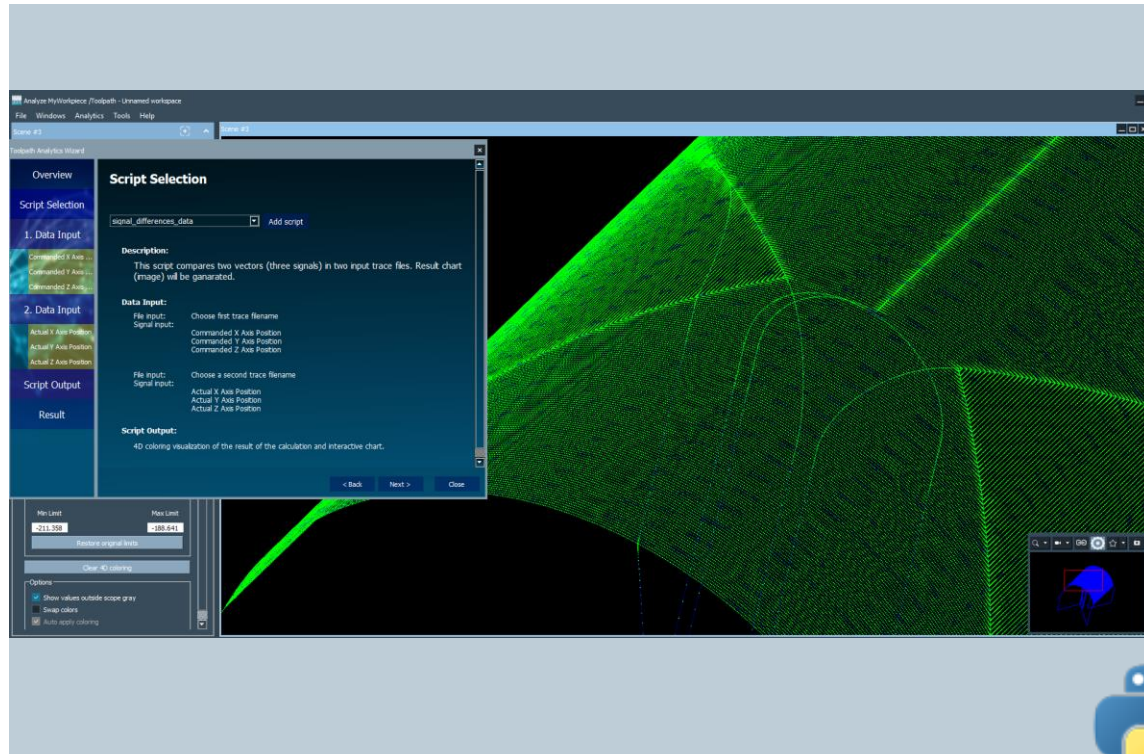 Analyze MyWorkpiece /Toolpath - Unnamed workspace
File Windows Analytics Tools Help
Scene #3
Scene #3
Toolpath Analytics Wizard
Overview
Script Selection
1. Data Input
Commanded X Axis ...
Commanded Y Axis ...
Commanded Z Axis ...
2. Data Input
Actual X Axis Position
Actual Y Axis Position
Actual Z Axis Position
Script Output
Result
Script Selection
signal_differences_data
Add script
Description:
This script compares two vectors (three signals) in two input trace files. Result chart
(image) will be ganarated.
Data Input:
File input: Choose first trace filename
Signal input:
Commanded X Axis Position
Commanded Y Axis Position
Commanded Z Axis Position
File input: Choose a second trace filename
Signal input:
Actual X Axis Position
Actual Y Axis Position
Actual Z Axis Position
Script Output:
4D coloring visualization of the result of the calculation and interactive chart.
< Back Next > Close
Min Limit Max Limit
-211.358 -188.641
Restore original limits
Clear 4D coloring
Options
Show values outside scope gray
Swap colors
Auto apply coloring